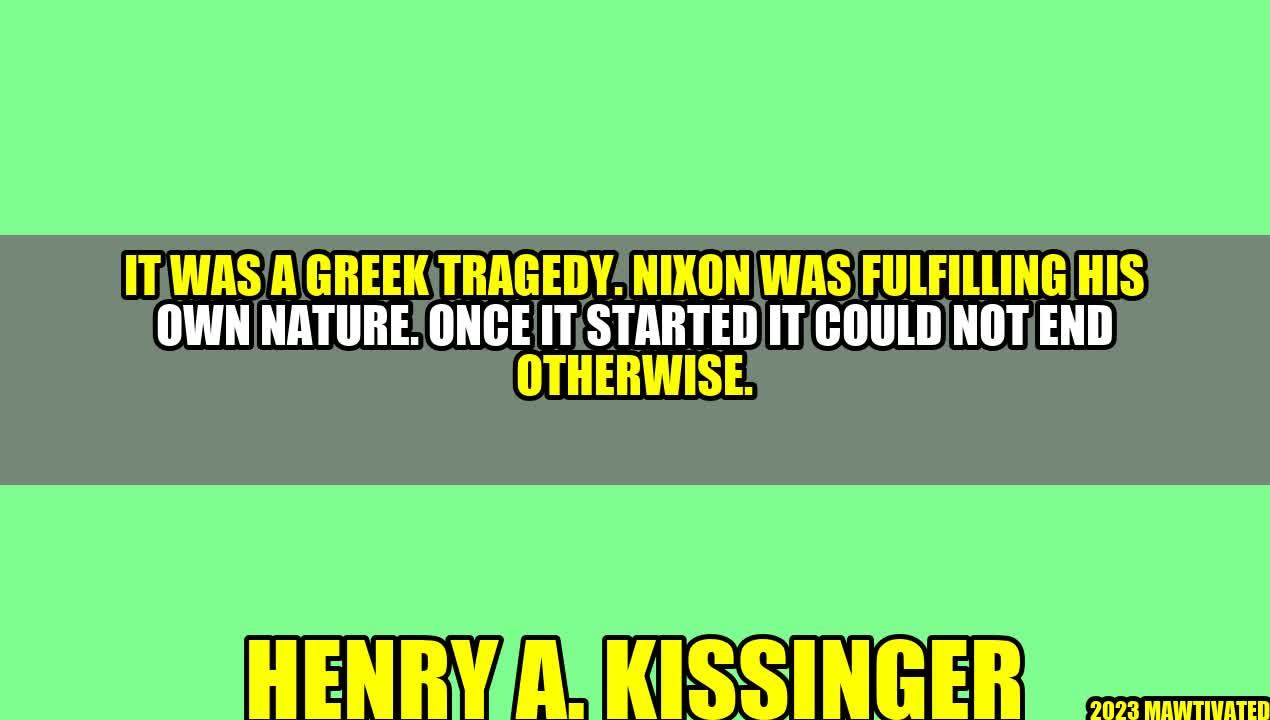 IT WAS A GREEK TRAGEDY. NIXON WAS FULFILLING HIS
OWN NATURE. ONCE IT STARTED IT COULD NOT END
OTHERWISE.
HENRY A. KISSINGER
2023 MAWTIVATED